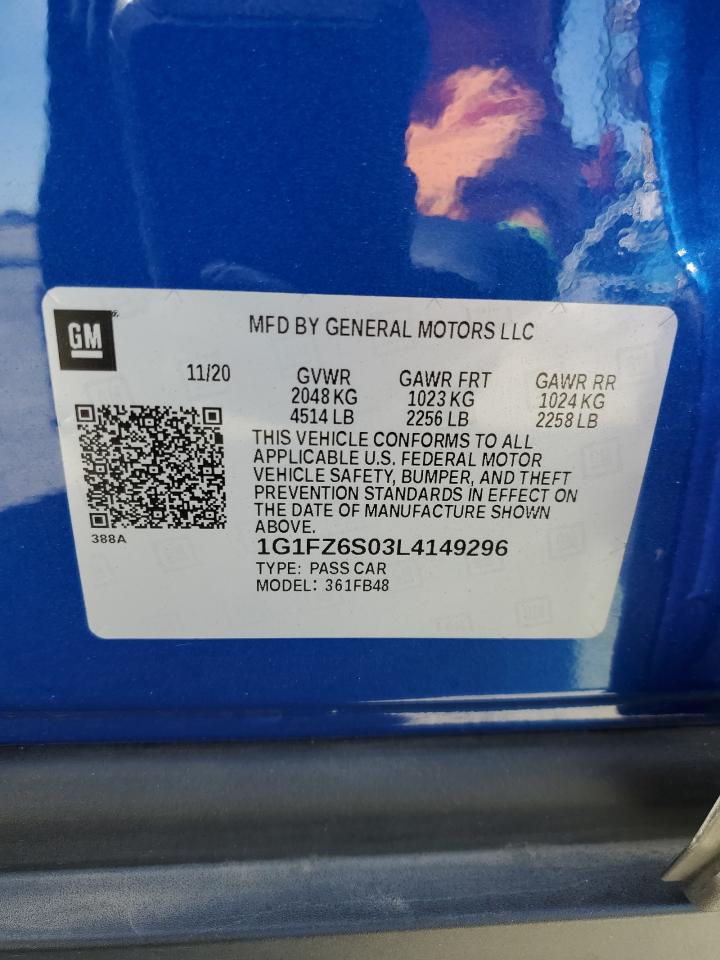 GM
MFD BY GENERAL MOTORS LLC
11/20 GVWR GAWR FRT GAWR RR
2048 KG 1023 KG 1024 KG
4514 LB 2256 LB 2258 LB
THIS VEHICLE CONFORMS TO ALL
APPLICABLE U.S. FEDERAL MOTOR
VEHICLE SAFETY, BUMPER, AND THEFT
PREVENTION STANDARDS IN EFFECT ON
THE DATE OF MANUFACTURE SHOWN
ABOVE.
388A
1G1FZ6S03L4149296
TYPE: PASS CAR
MODEL: 361FB48